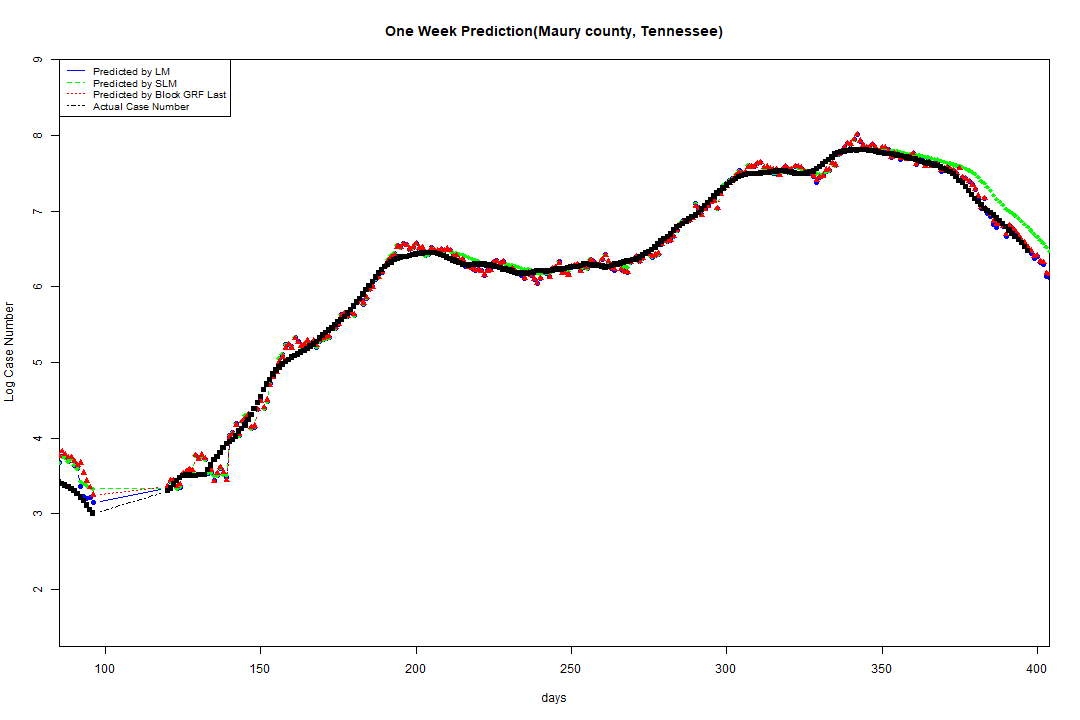 One Week Prediction(Maury county, Tennessee)
Predicted by LM
Predicted by SLM
Predicted by Block GRF Last
Actual Case Number
9
8
7
6
5
4
3
2
Log Case Number
100 150 200 250 300 350 400
days